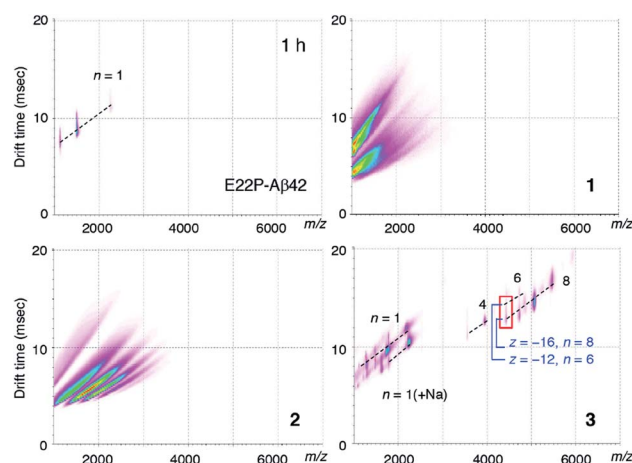 20
10
0
Drift time (msec)
1 h
n = 1
E22P-Aβ42
2000
4000
6000
m/z
20
10
0
1
2000
4000
6000
m/z
20
10
0
Drift time (msec)
2
2000
4000
6000
m/z
20
10
0
n = 1
n = 1(+Na)
4
6
8
z = −16, n = 8
z = −12, n = 6
3
2000
4000
6000
m/z